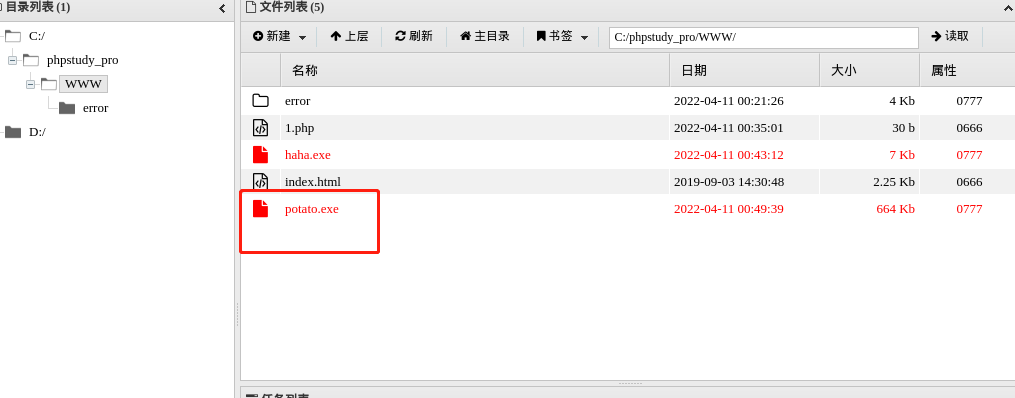 目录列表 (1)
C:/
phpstudy_pro
WWW
error
D:/
文件列表 (5)
新建 上层 刷新 主目录 书签 C:/phpstudy_pro/WWW/ 读取
名称 日期 大小 属性
error 2022-04-11 00:21:26 4 Kb 0777
1.php 2022-04-11 00:35:01 30 b 0666
haha.exe 2022-04-11 00:43:12 7 Kb 0777
index.html 2019-09-03 14:30:48 2.25 Kb 0666
potato.exe 2022-04-11 00:49:39 664 Kb 0777
任务列表